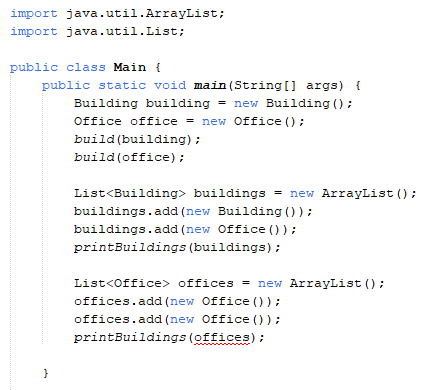 import java.util.ArrayList;
import java.util.List;
public class Main {
public static void main(String[] args) {
Building building = new Building();
Office office = new Office();
build(building);
build(office);
List<Building> buildings = new ArrayList();
buildings.add(new Building());
buildings.add(new Office());
printBuildings(buildings);
List<Office> offices = new ArrayList();
offices.add(new Office());
offices.add(new Office());
printBuildings(offices);
}